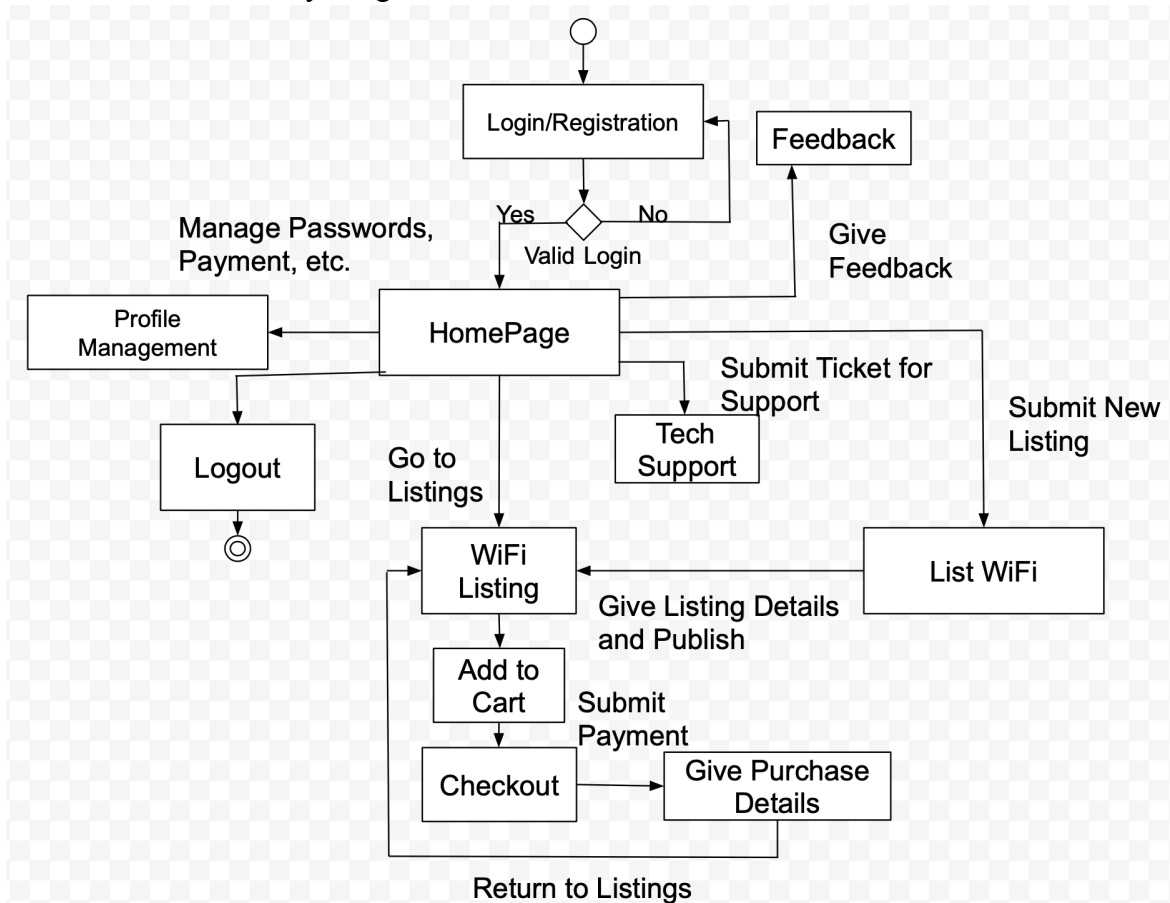 Login/Registration
Feedback
Yes
No
Valid Login
Manage Passwords,
Payment, etc.
Give
Feedback
Profile
Management
HomePage
Submit Ticket for
Support
Submit New
Listing
Logout
Go to
Listings
Tech
Support
WiFi
Listing
List WiFi
Give Listing Details
and Publish
Add to
Cart
Submit
Payment
Checkout
Give Purchase
Details
Return to Listings